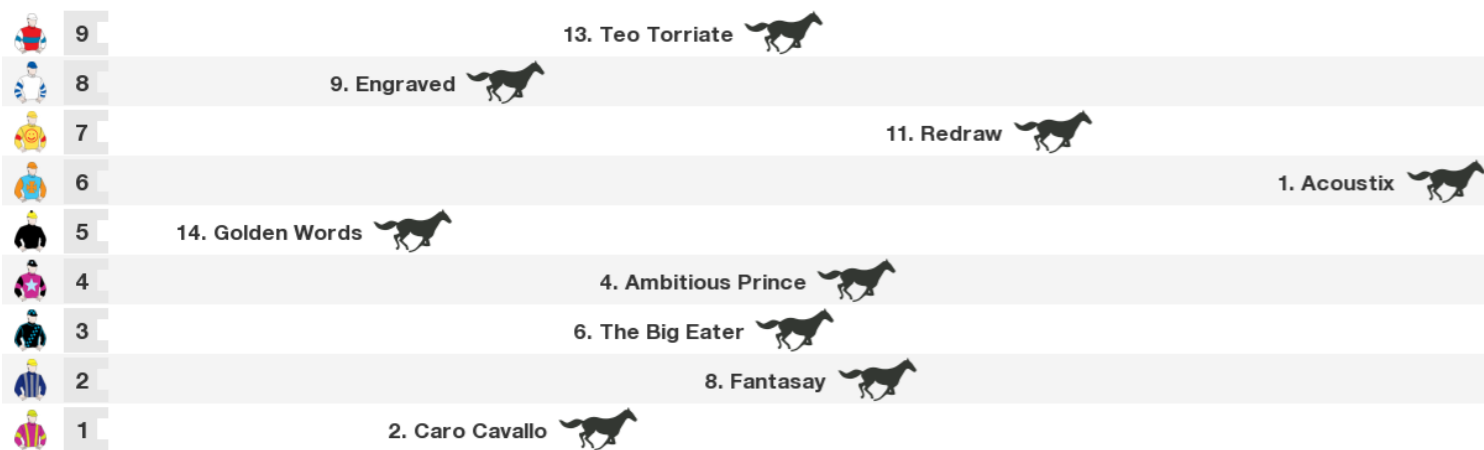 9 13. Teo Torriate
8 9. Engraved
7 11. Redraw
6 1. Acoustix
5 14. Golden Words
4 4. Ambitious Prince
3 6. The Big Eater
2 8. Fantasay
1 2. Caro Cavallo